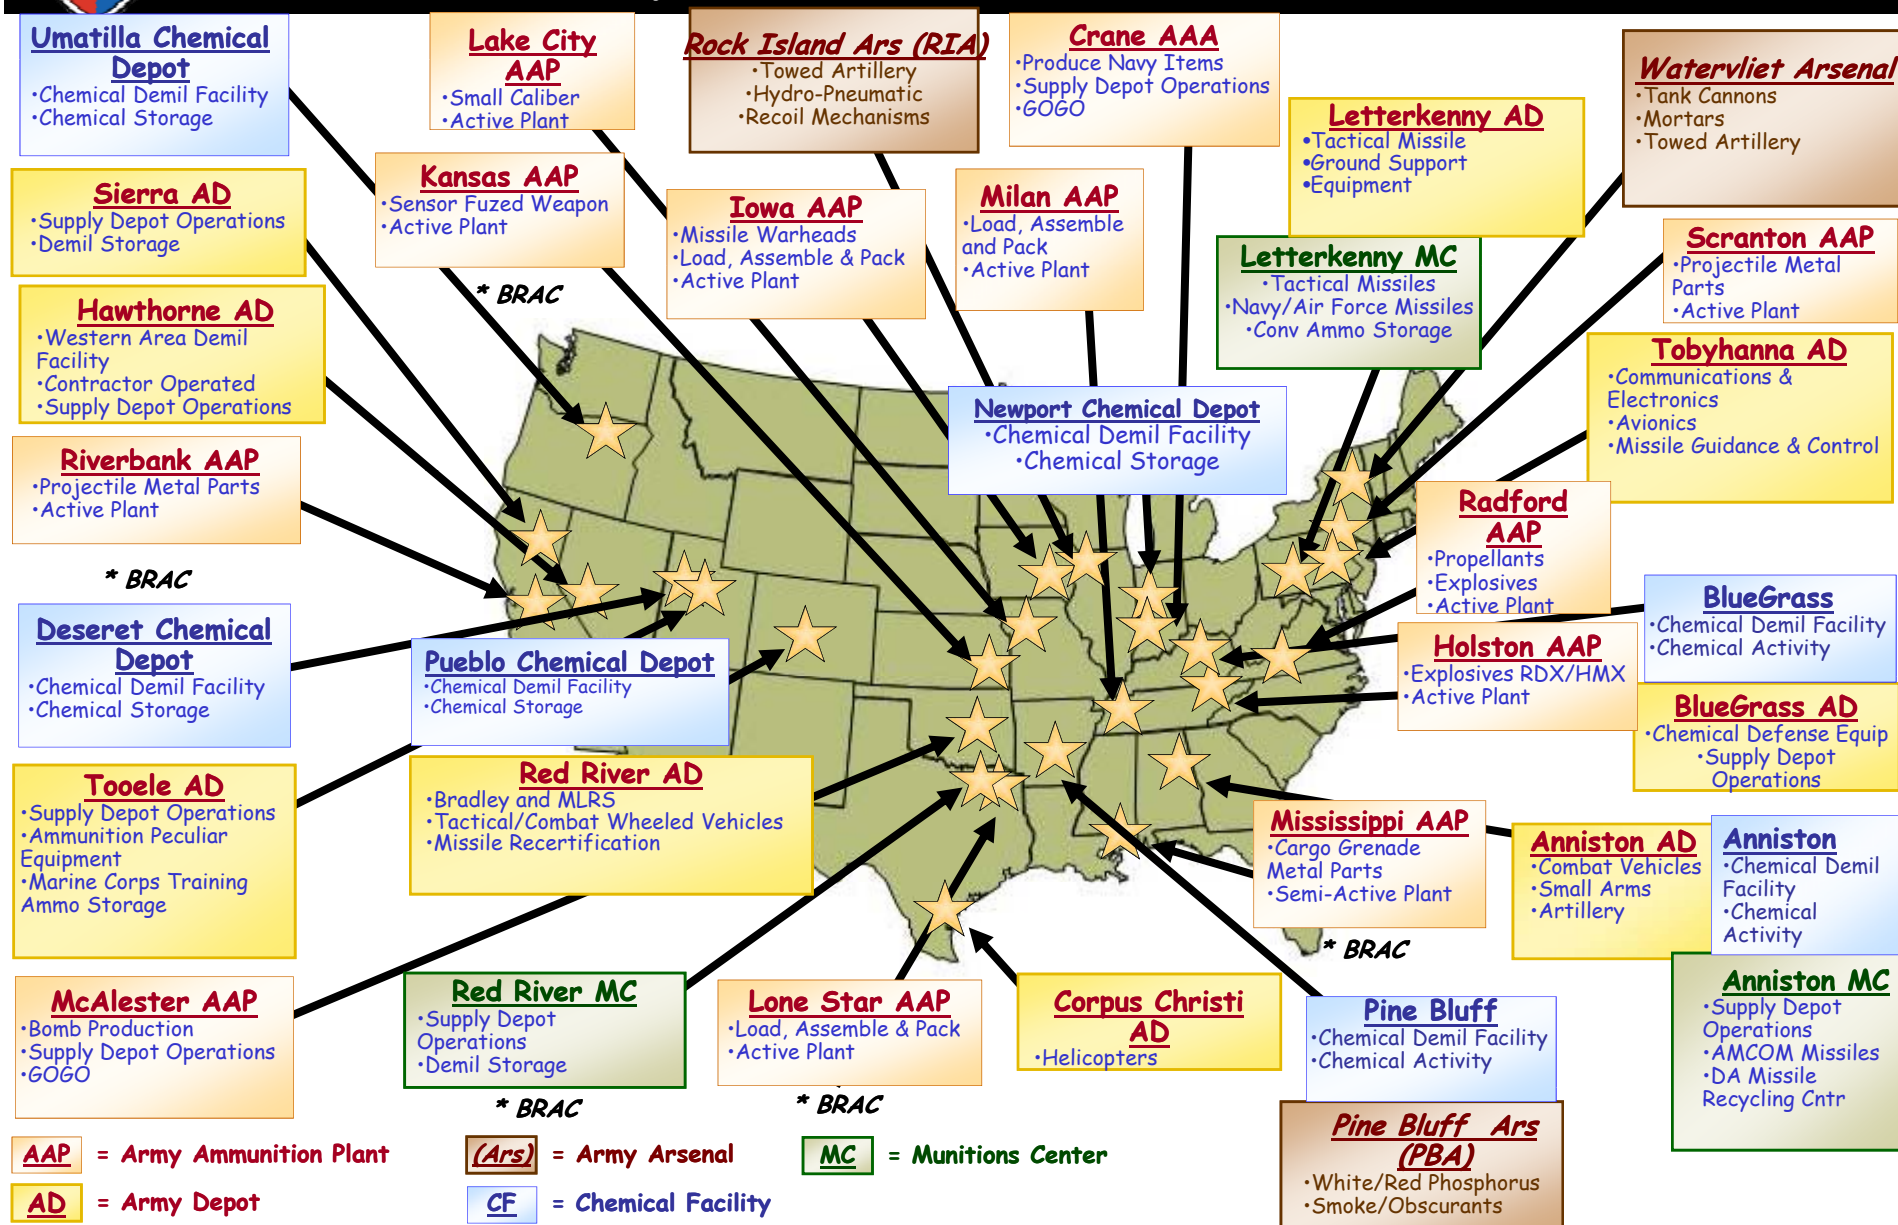 Umatilla Chemical
Depot
•Chemical Demil Facility
•Chemical Storage
Lake City
AAP
•Small Caliber
•Active Plant
Rock Island Ars (RIA)
•Towed Artillery
•Hydro-Pneumatic
•Recoil Mechanisms
Crane AAA
•Produce Navy Items
•Supply Depot Operations
•GOGO
Letterkenny AD
•Tactical Missile
•Ground Support
•Equipment
Watervliet Arsenal
•Tank Cannons
•Mortars
•Towed Artillery
Sierra AD
•Supply Depot Operations
•Demil Storage
Kansas AAP
•Sensor Fuzed Weapon
•Active Plant
* BRAC
Iowa AAP
•Missile Warheads
•Load, Assemble & Pack
•Active Plant
Milan AAP
•Load, Assemble
and Pack
•Active Plant
Letterkenny MC
•Tactical Missiles
•Navy/Air Force Missiles
•Conv Ammo Storage
Scranton AAP
•Projectile Metal
Parts
•Active Plant
Hawthorne AD
•Western Area Demil
Facility
•Contractor Operated
•Supply Depot Operations
Newport Chemical Depot
•Chemical Demil Facility
•Chemical Storage
Tobyhanna AD
•Communications &
Electronics
•Avionics
•Missile Guidance & Control
Riverbank AAP
•Projectile Metal Parts
•Active Plant
* BRAC
Radford
AAP
•Propellants
•Explosives
•Active Plant
BlueGrass
•Chemical Demil Facility
•Chemical Activity
Deseret Chemical
Depot
•Chemical Demil Facility
•Chemical Storage
Pueblo Chemical Depot
•Chemical Demil Facility
•Chemical Storage
Holston AAP
•Explosives RDX/HMX
•Active Plant
BlueGrass AD
•Chemical Defense Equip
•Supply Depot
Operations
Tooele AD
•Supply Depot Operations
•Ammunition Peculiar
Equipment
•Marine Corps Training
Ammo Storage
Red River AD
•Bradley and MLRS
•Tactical/Combat Wheeled Vehicles
•Missile Recertification
Mississippi AAP
•Cargo Grenade
Metal Parts
•Semi-Active Plant
* BRAC
Anniston AD
•Combat Vehicles
•Small Arms
•Artillery
Anniston
•Chemical Demil
Facility
•Chemical
Activity
McAlester AAP
•Bomb Production
•Supply Depot Operations
•GOGO
Red River MC
•Supply Depot
Operations
•Demil Storage
* BRAC
Lone Star AAP
•Load, Assemble & Pack
•Active Plant
* BRAC
Corpus Christi
AD
•Helicopters
Pine Bluff
•Chemical Demil Facility
•Chemical Activity
Anniston MC
•Supply Depot
Operations
•AMCOM Missiles
•DA Missile
Recycling Cntr
Pine Bluff Ars
(PBA)
•White/Red Phosphorus
•Smoke/Obscurants
AAP = Army Ammunition Plant
(Ars) = Army Arsenal
MC = Munitions Center
AD = Army Depot
CF = Chemical Facility